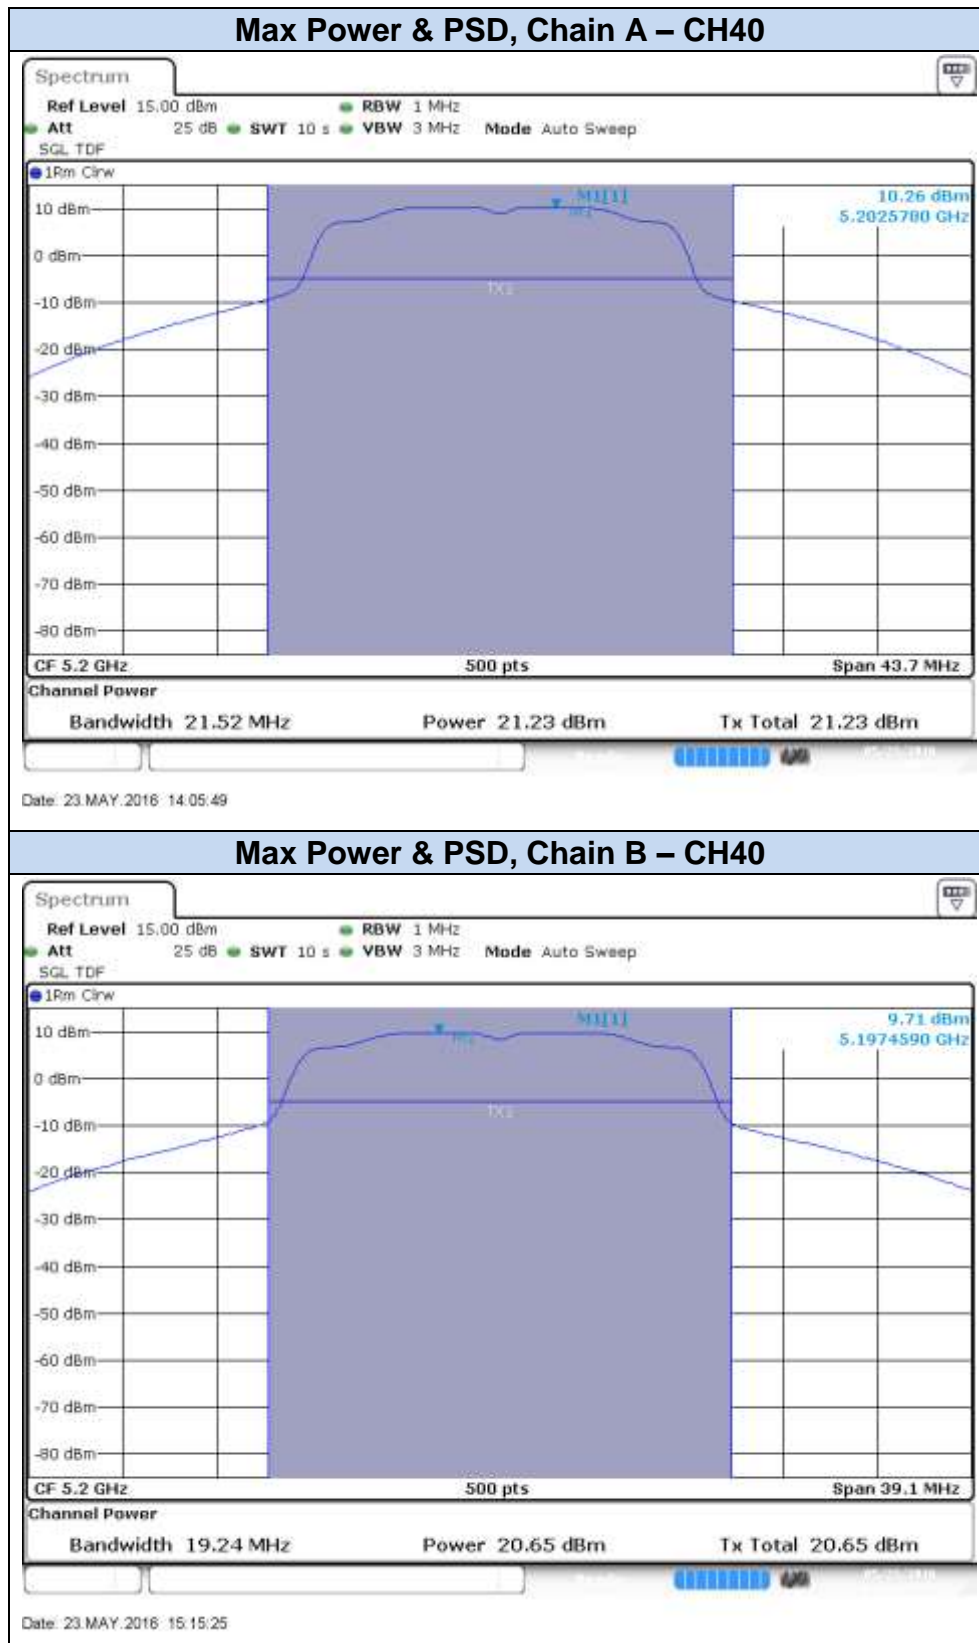 Max Power & PSD, Chain A – CH40
Spectrum
Ref Level 15.00 dBm RBW 1 MHz
Att 25 dB SWT 10 s VBW 3 MHz Mode Auto Sweep
SGL TDF
1Rm Clrw
M1[1] 10.26 dBm
5.2025780 GHz
10 dBm
0 dBm
TX1
-10 dBm
-20 dBm
-30 dBm
-40 dBm
-50 dBm
-60 dBm
-70 dBm
-80 dBm
CF 5.2 GHz 500 pts Span 43.7 MHz
Channel Power
Bandwidth 21.52 MHz Power 21.23 dBm Tx Total 21.23 dBm
Date: 23.MAY.2016 14:05:49
Max Power & PSD, Chain B – CH40
Spectrum
Ref Level 15.00 dBm RBW 1 MHz
Att 25 dB SWT 10 s VBW 3 MHz Mode Auto Sweep
SGL TDF
1Rm Clrw
M1[1] 9.71 dBm
5.1974590 GHz
10 dBm
M1
0 dBm
TX1
-10 dBm
-20 dBm
-30 dBm
-40 dBm
-50 dBm
-60 dBm
-70 dBm
-80 dBm
CF 5.2 GHz 500 pts Span 39.1 MHz
Channel Power
Bandwidth 19.24 MHz Power 20.65 dBm Tx Total 20.65 dBm
Date: 23.MAY.2016 15:15:25